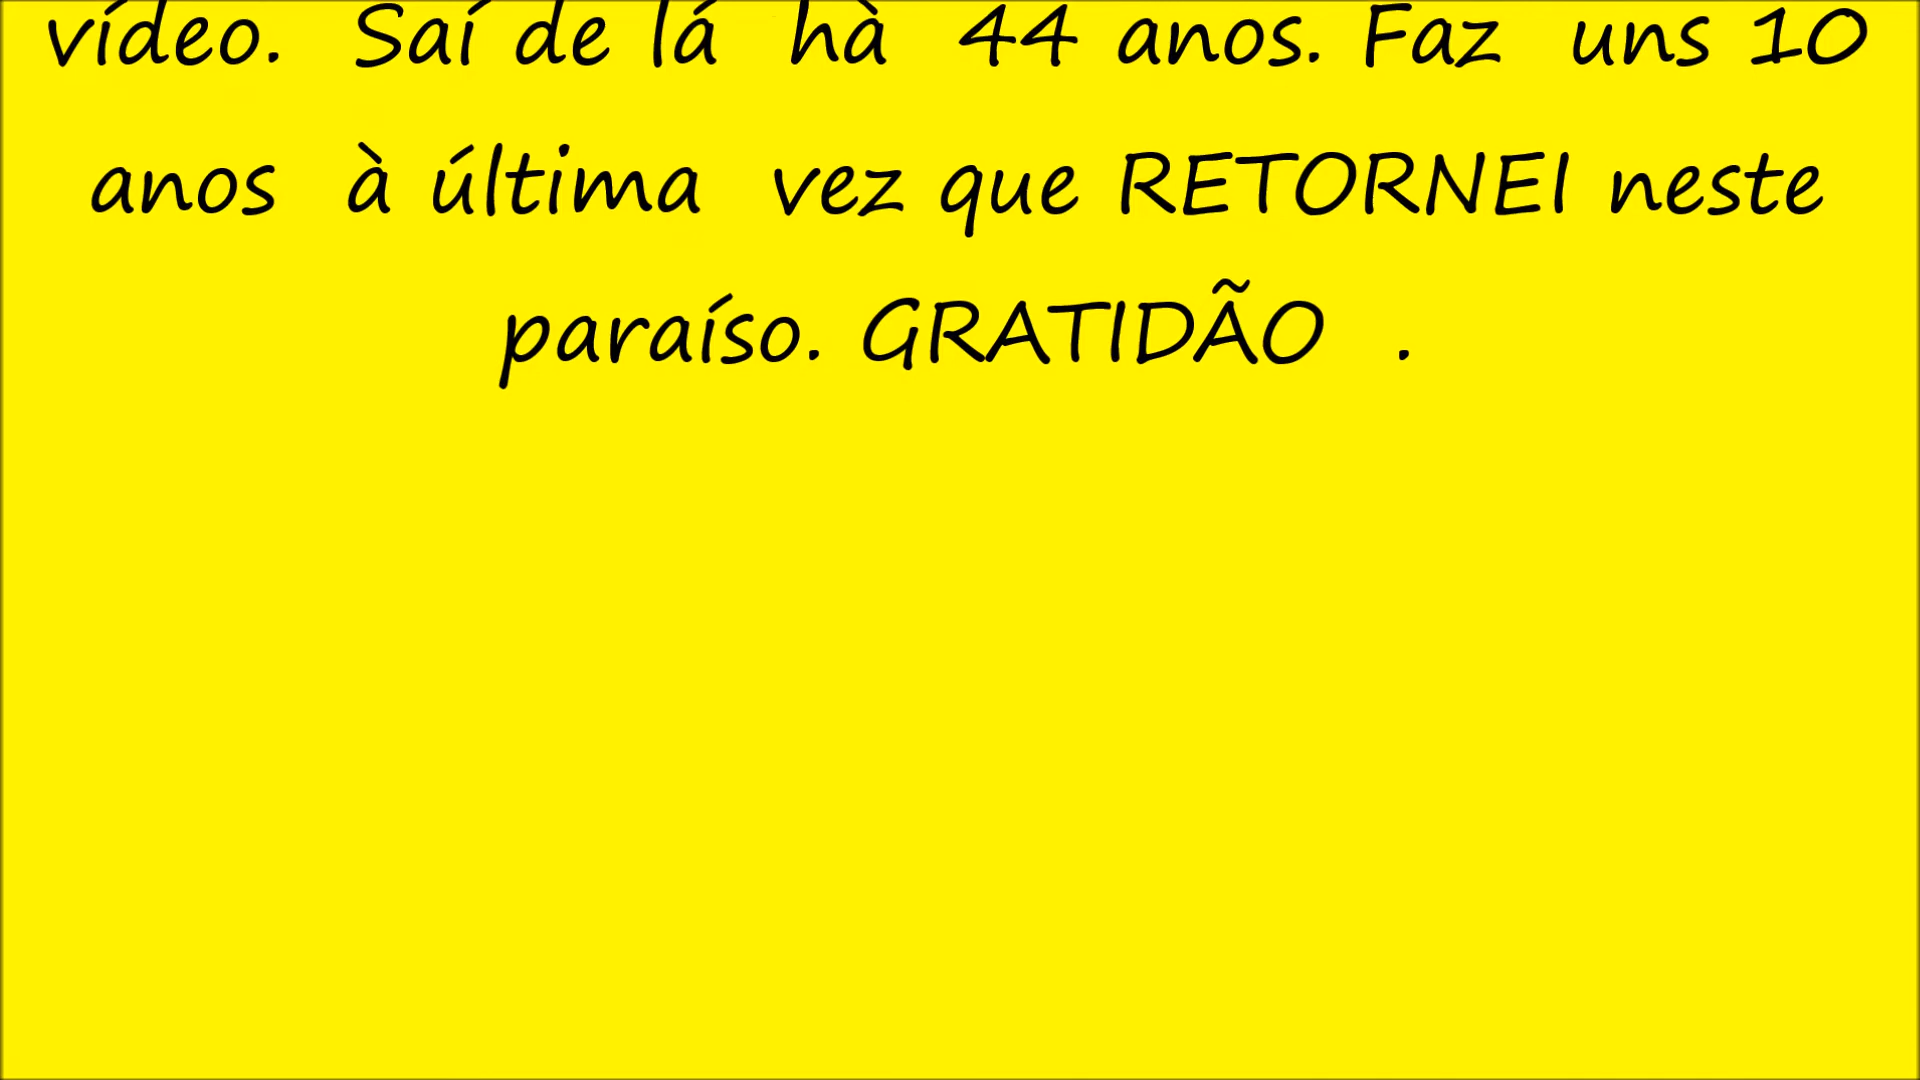 vídeo. Saí de lá hà 44 anos. Faz uns 10
anos à última vez que RETORNEI neste
paraíso. GRATIDÃO .